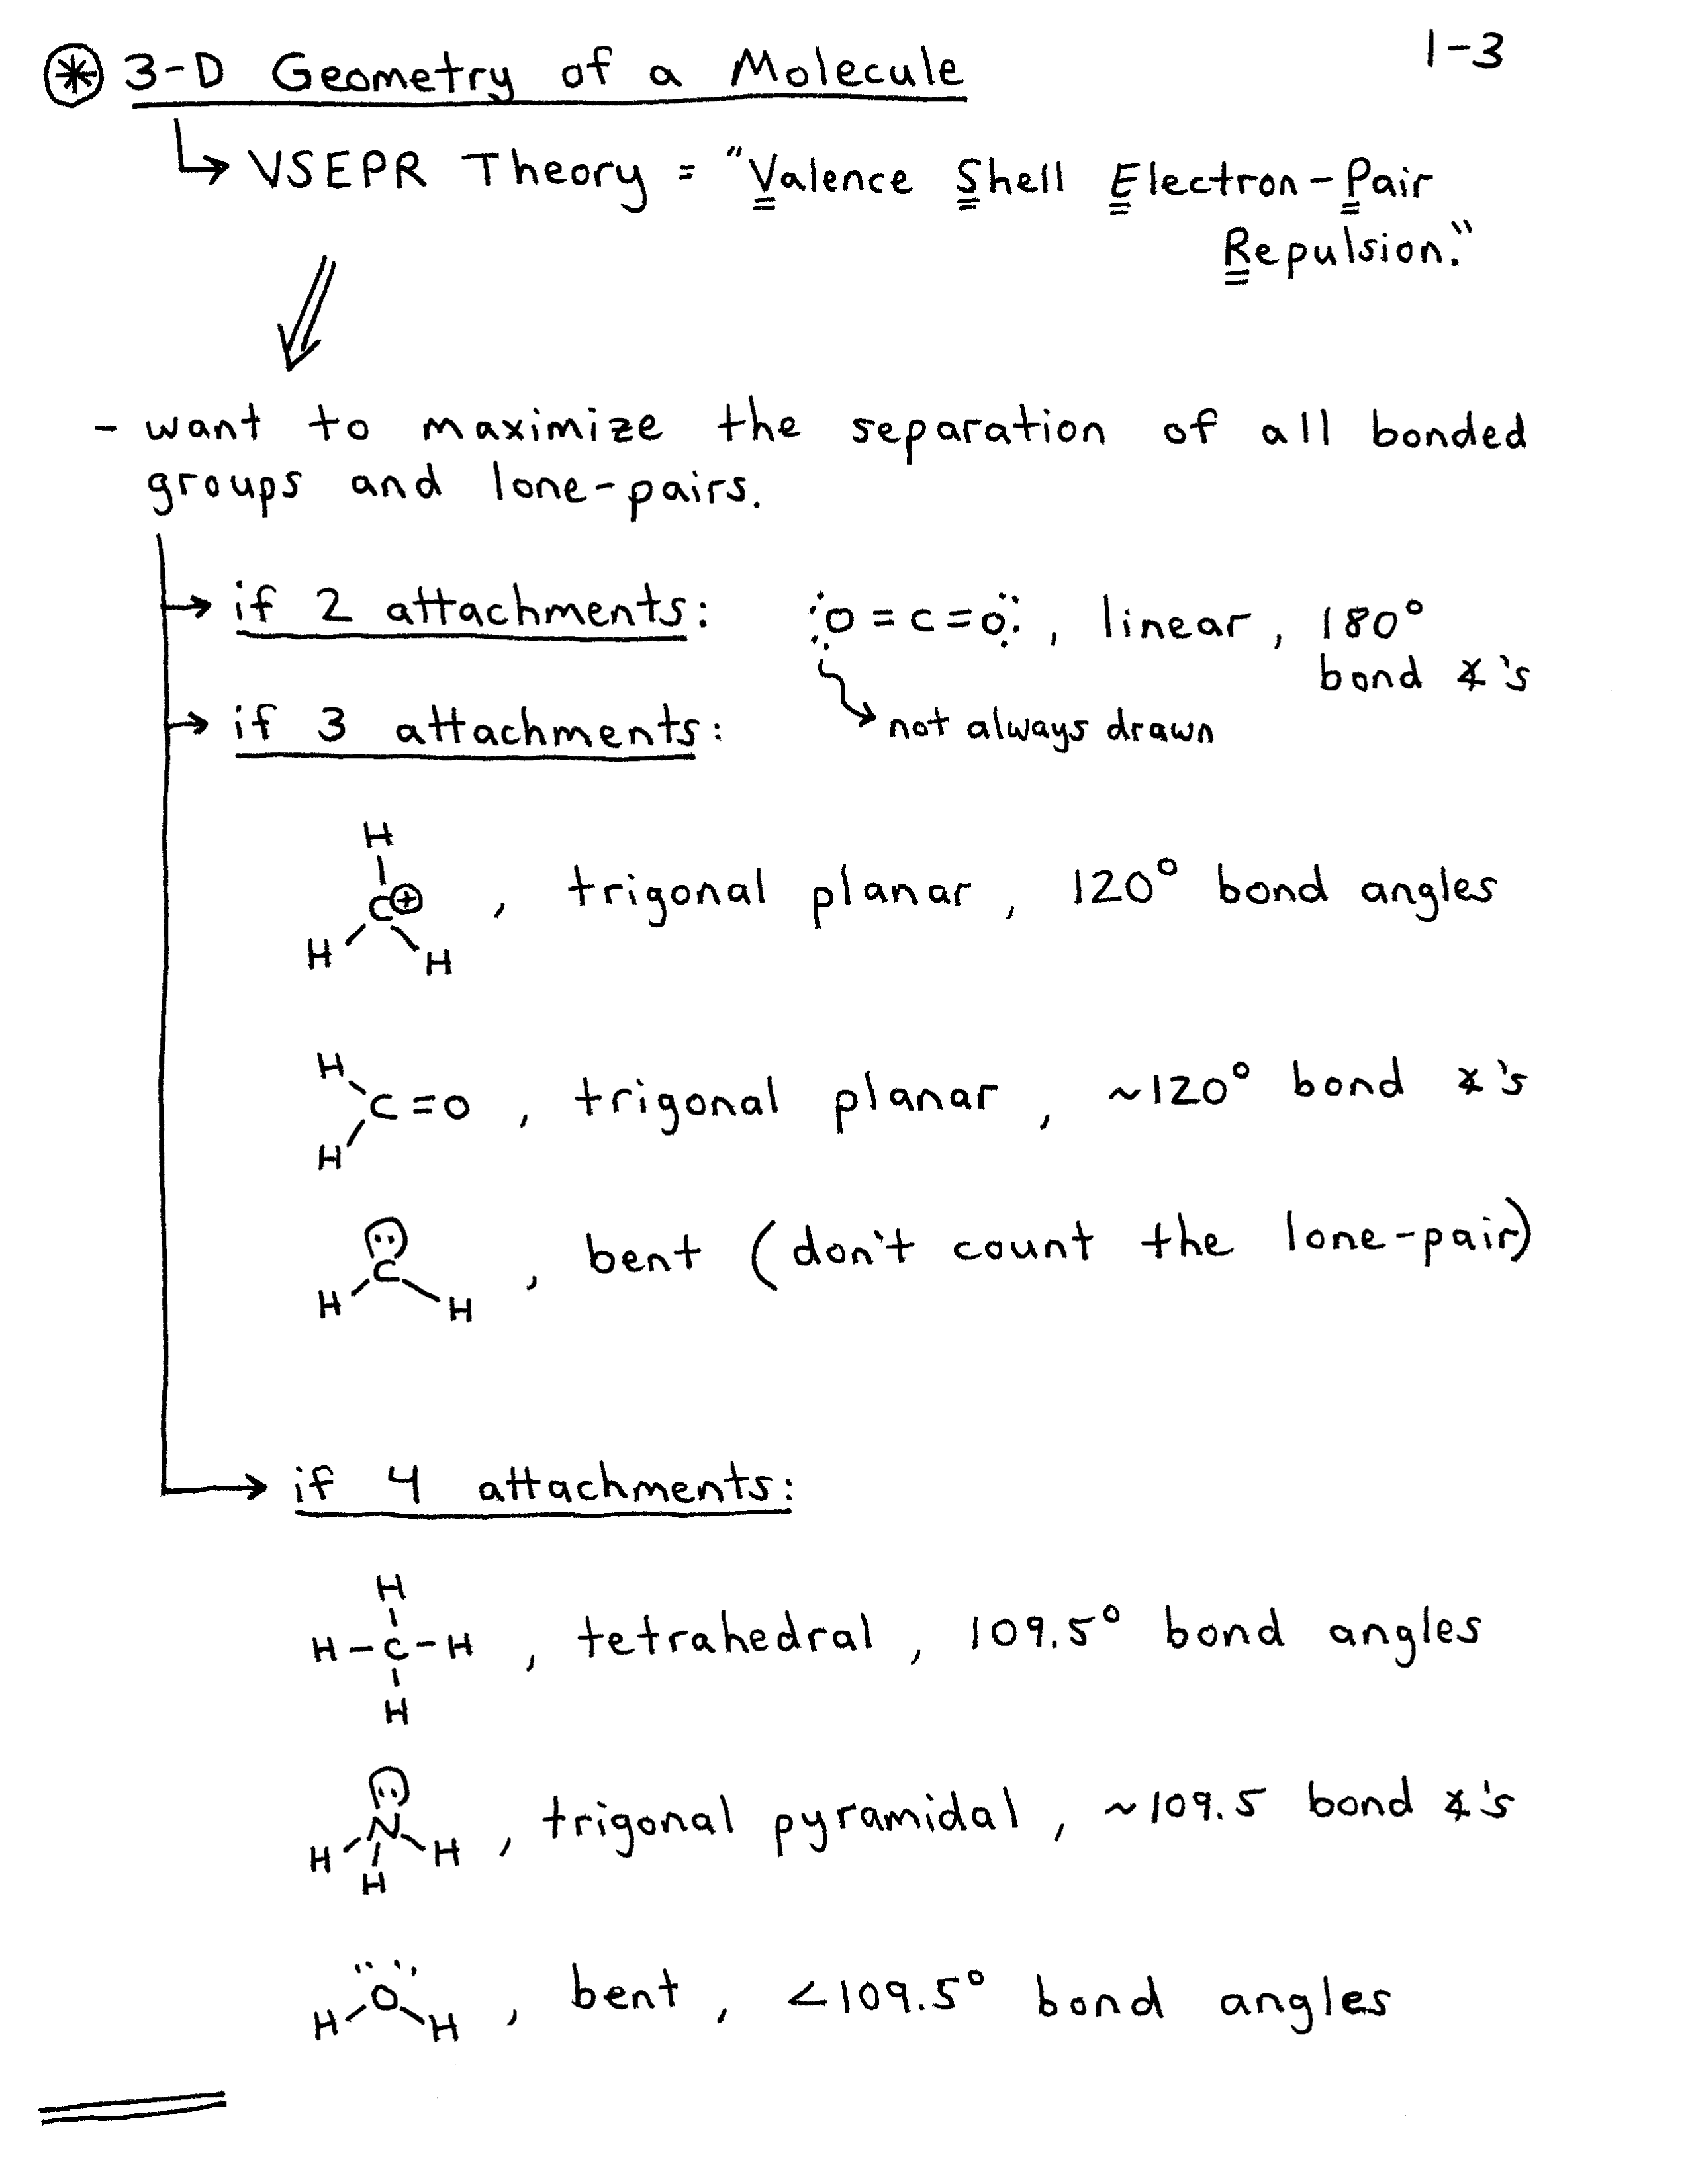 1-3
⊛ 3-D Geometry of a Molecule
↳ VSEPR Theory = "Valence Shell Electron-Pair
Repulsion."
- want to maximize the separation of all bonded
groups and lone-pairs.
→ if 2 attachments: :O=C=O: , linear, 180°
bond ∡'s
→ if 3 attachments: ↳ not always drawn
H
C⊕ , trigonal planar, 120° bond angles
H H
H
C=O , trigonal planar, ~120° bond ∡'s
H
:
C , bent (don't count the lone-pair)
H H
→ if 4 attachments:
H
H-C-H , tetrahedral, 109.5° bond angles
H
:
N , trigonal pyramidal, ~109.5 bond ∡'s
H H
H
O , bent, <109.5° bond angles
H H